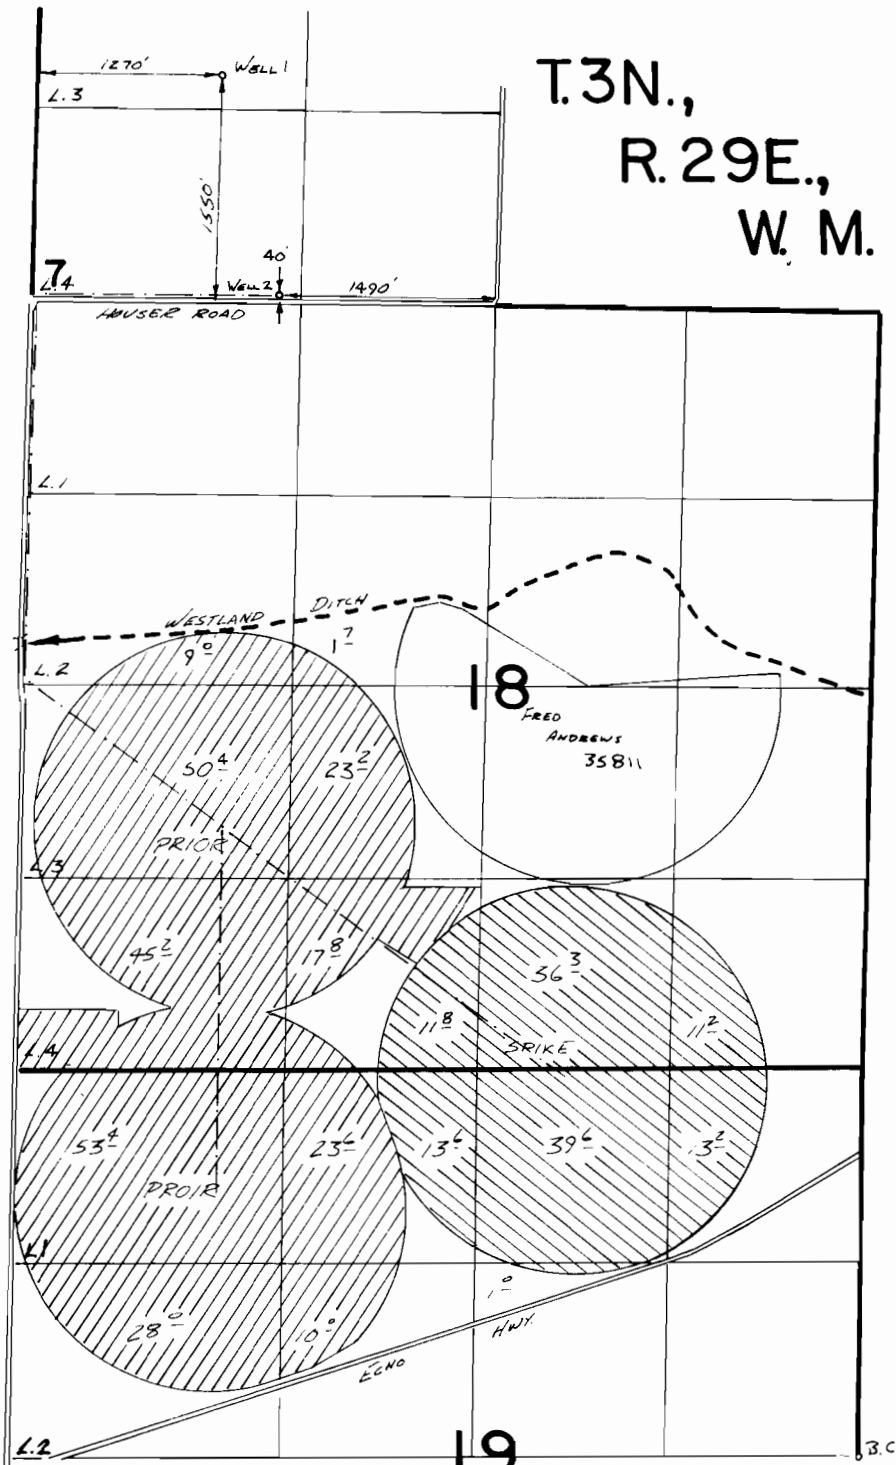 T.3N.,
R.29E.,
W. M.
1270'
WELL 1
L.3
1550'
7
L.4
40'
WELL 2
1490'
HOUSER ROAD
L.1
WESTLAND DITCH
9 0
1 7
L.2
18
FRED
ANDREWS
35811
50 4
23 2
PRIOR
L.3
45 2
17 8
36 3
11 8
11 2
SPIKE
L.4
53 4
23 6
13 6
39 6
13 2
PROIR
L1
28 0
10 0
1 0
ECHO HWY.
L.2
19
B.C